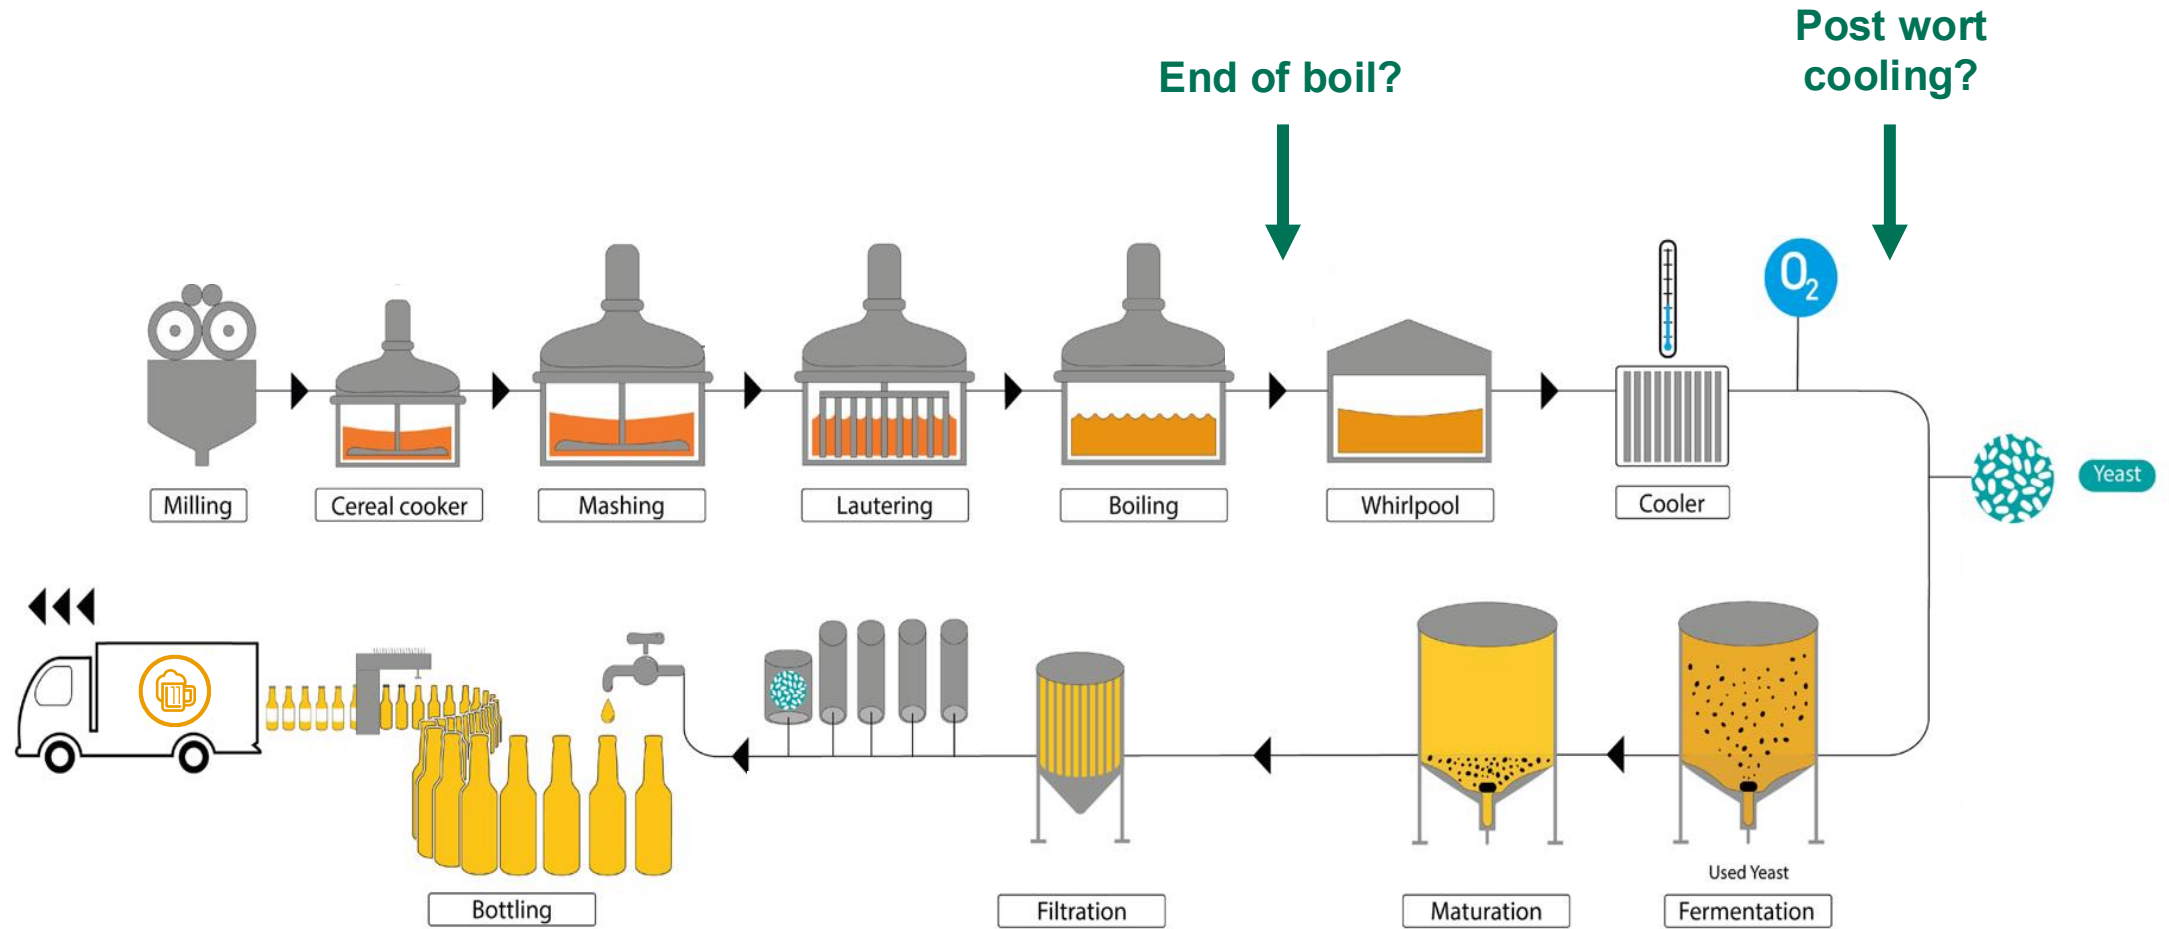 Post wort
cooling?
End of boil?
O2
Yeast
Milling
Cereal cooker
Mashing
Lautering
Boiling
Whirlpool
Cooler
Used Yeast
Bottling
Filtration
Maturation
Fermentation